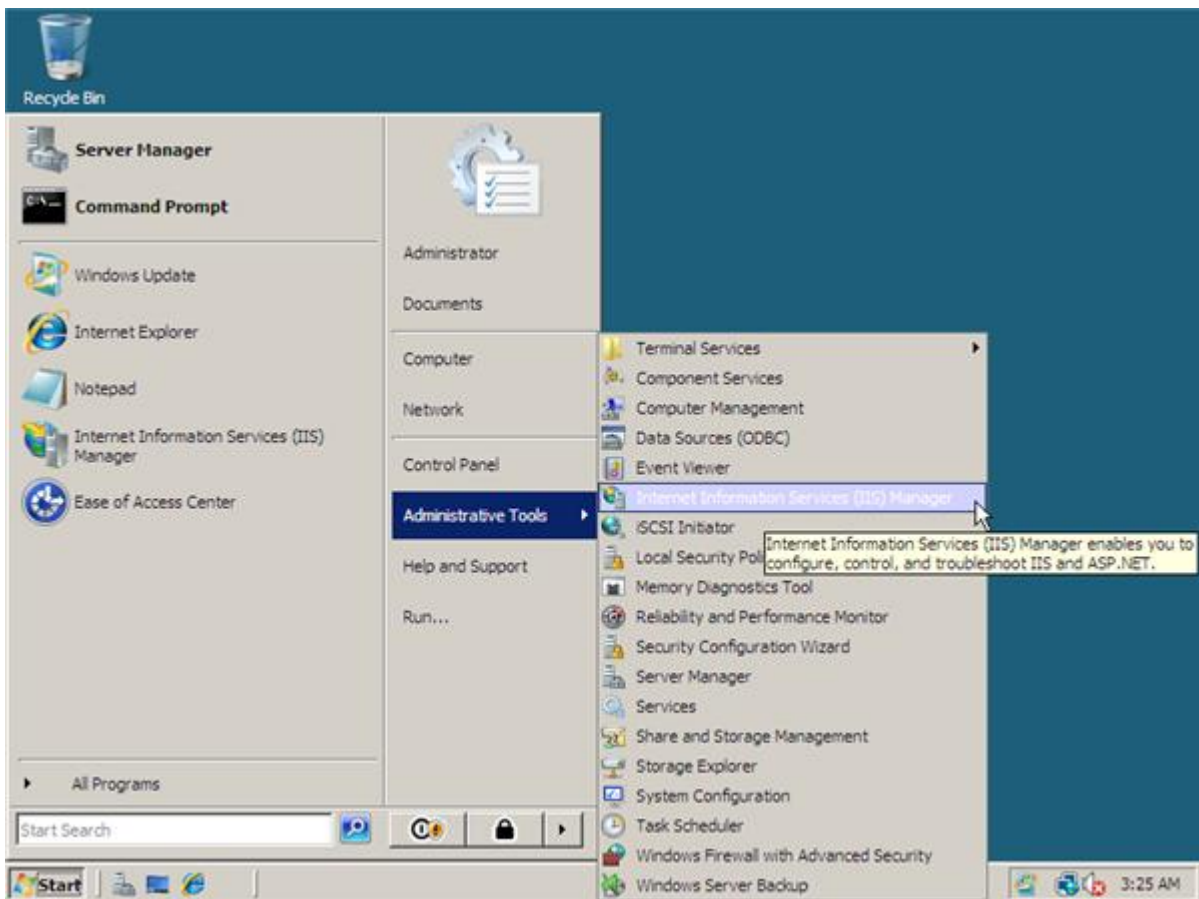 Recycle Bin
Server Manager
Command Prompt
Windows Update
Internet Explorer
Notepad
Internet Information Services (IIS)
Manager
Ease of Access Center
All Programs
Start Search
Administrator
Documents
Computer
Network
Control Panel
Administrative Tools
Help and Support
Run...
Terminal Services
Component Services
Computer Management
Data Sources (ODBC)
Event Viewer
Internet Information Services (IIS) Manager
iSCSI Initiator
Internet Information Services (IIS) Manager enables you to
configure, control, and troubleshoot IIS and ASP.NET.
Local Security Poli
Memory Diagnostics Tool
Reliability and Performance Monitor
Security Configuration Wizard
Server Manager
Services
Share and Storage Management
Storage Explorer
System Configuration
Task Scheduler
Windows Firewall with Advanced Security
Windows Server Backup
Start
3:25 AM